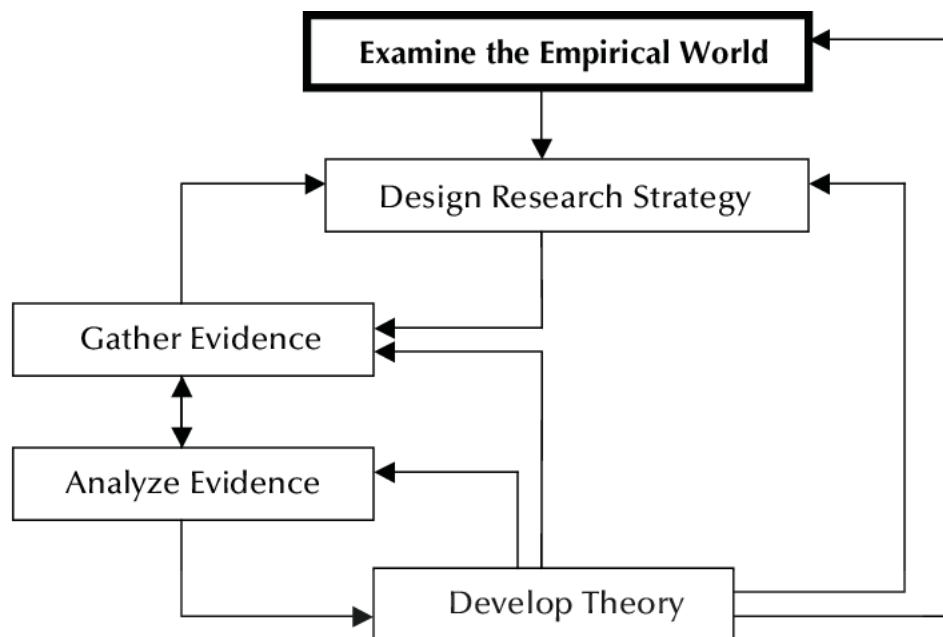 Examine the Empirical World
Design Research Strategy
Gather Evidence
Analyze Evidence
Develop Theory